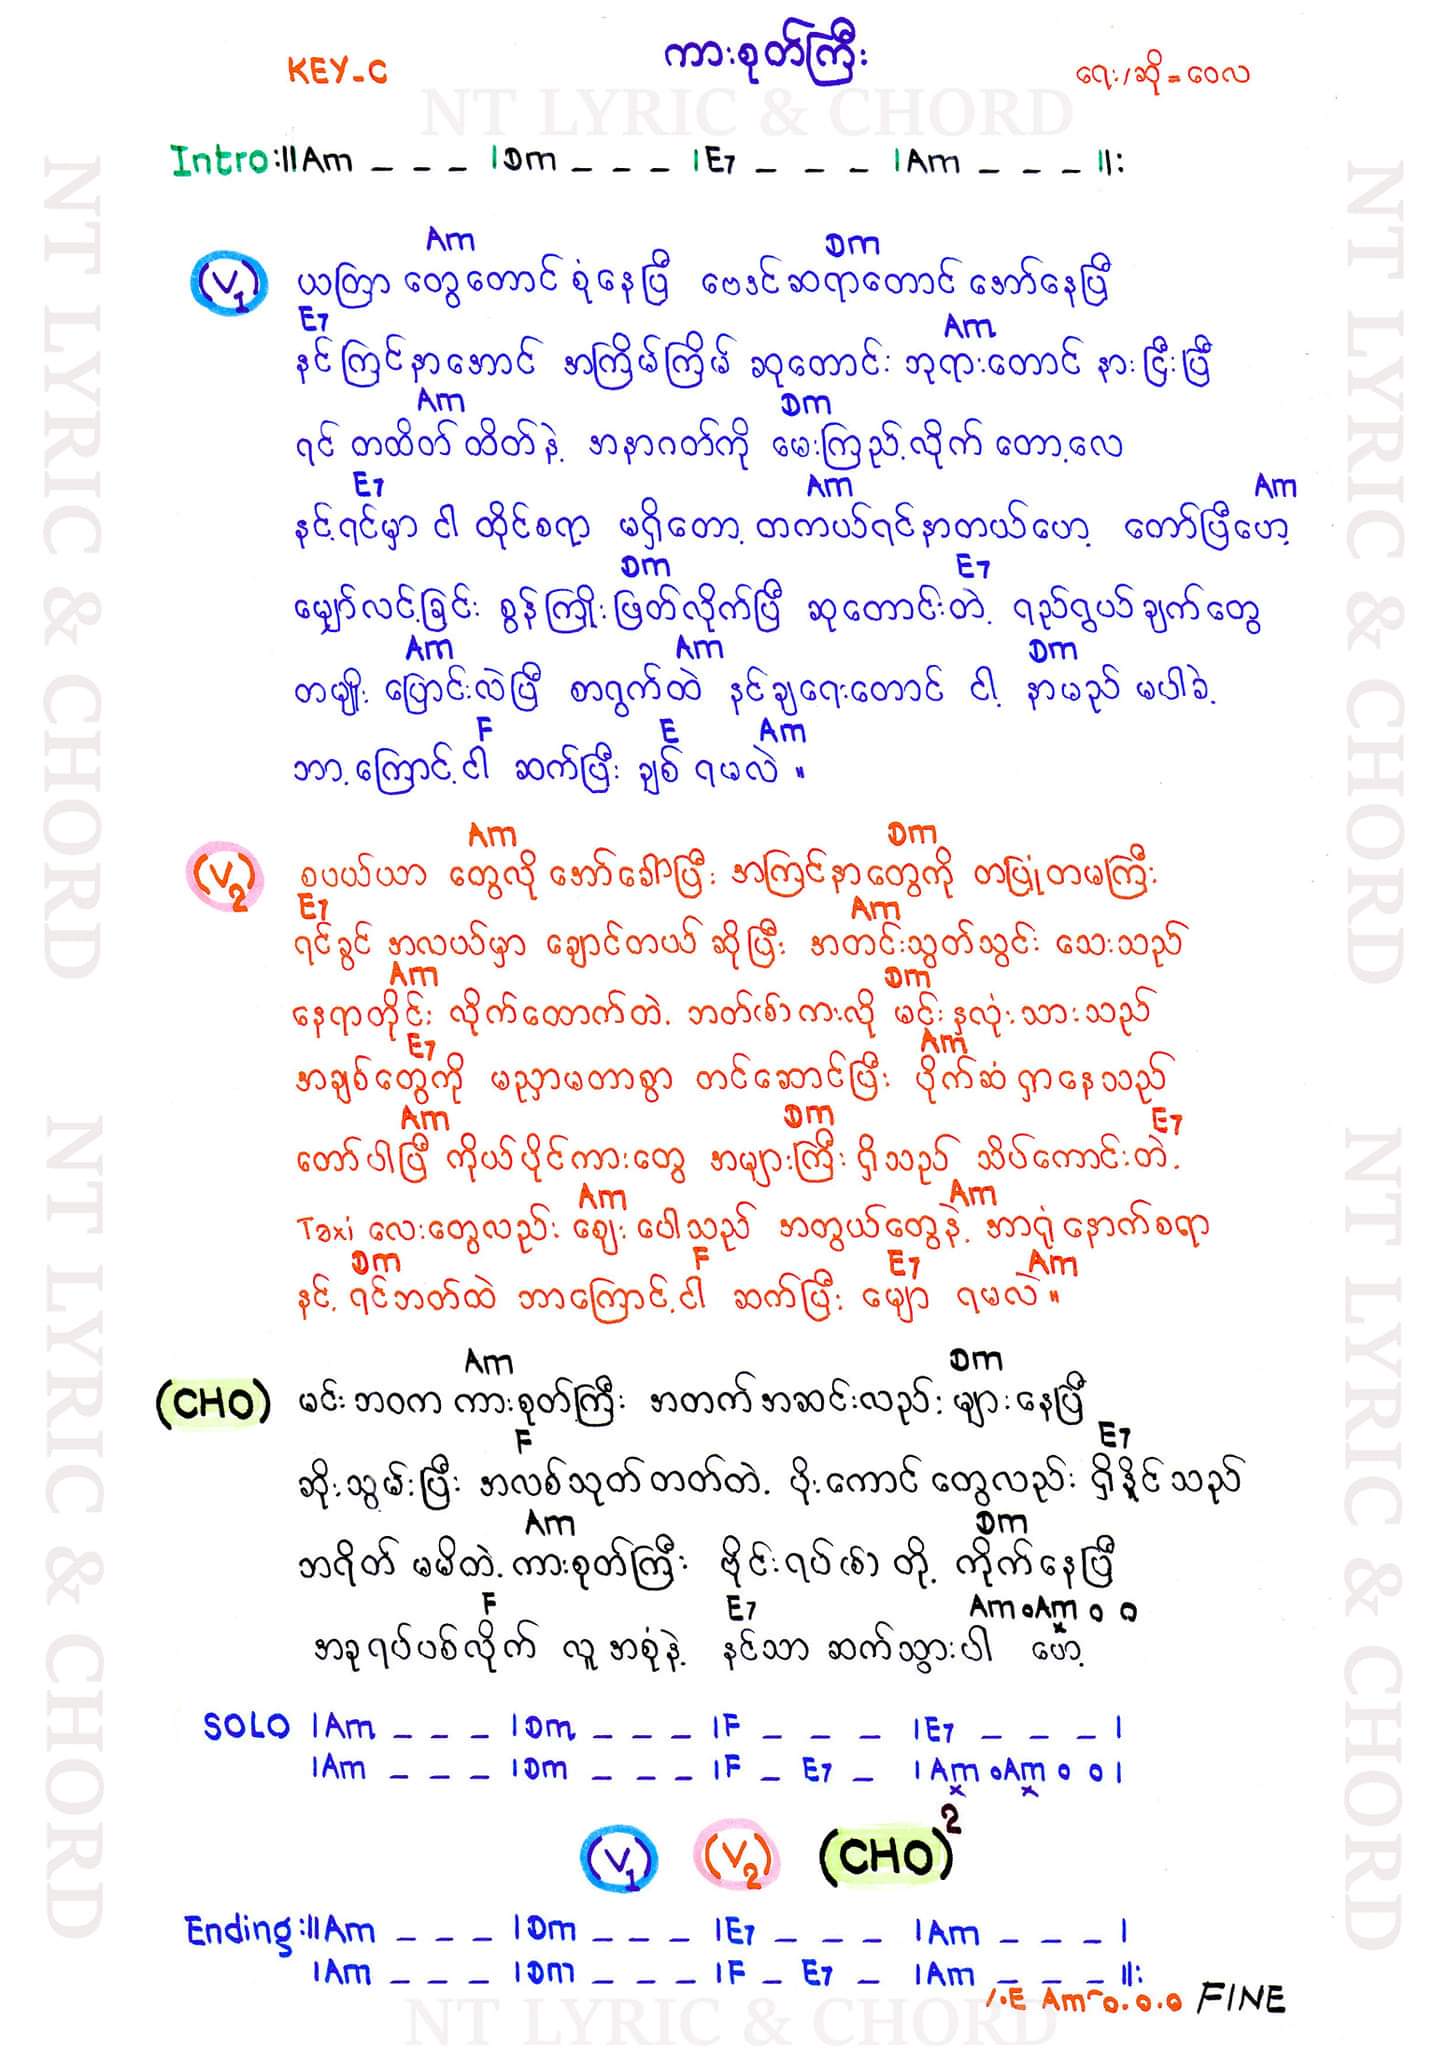 ကားစုတ်ကြီး
KEY-C
ရေး/ဆို = ဝေလ
NT LYRIC & CHORD
Intro :||Am _ _ _ |Dm _ _ _ |E7 _ _ _ |Am _ _ _ ||:
Am Dm
(V1) ယတြာ တွေတောင် စုံနေပြီ ဗေဒင်ဆရာတောင် အော်နေပြီ
E7 Am
နင်ကြင်နာအောင် အကြိမ်ကြိမ် ဆုတောင်း ဘုရားတောင် နားငြီးပြီ
Am Dm
ရင် တထိတ်ထိတ်နဲ့ အနာဂတ်ကို မေးကြည့်လိုက် တော့လေ
E7 Am Am
နင့်ရင်မှာ ငါ ထိုင်စရာ မရှိတော့ တကယ်ရင်နာတယ်ဟေ့ တော်ပြီဟေ့
Dm E7
မျှော်လင့်ခြင်း စွန်ကြိုးဖြတ်လိုက်ပြီ ဆုတောင်းတဲ့ ရည်ရွယ်ချက်တွေ
Am Am Dm
တမျိုး ပြောင်းလဲပြီ စာရွက်ထဲ နင်ချရေးတောင် ငါ့ နာမည် မပါခဲ့
F E Am
ဘာ့ကြောင့်ငါ ဆက်ပြီး ချစ်ရမလဲ ။
Am Dm
(V2) စပယ်ယာ တွေလို အော်ခေါ်ပြီး အကြင်နာတွေကို တပြုံတမကြီး
E7 Am
ရင်ခွင် အလယ်မှာ ချောင်တယ် ဆိုပြီး အတင်းသွတ်သွင်း သေးသည်
Am Dm
နေရာတိုင်း လိုက်ထောက်တဲ့ ဘတ်(စ်)ကားလို မင်းနှလုံးသားသည်
E7 Am
အချစ်တွေကို မညှာမတာစွာ တင်ဆောင်ပြီး ပိုက်ဆံရှာနေသည်
Am Dm E7
တော်ပါပြီ ကိုယ်ပိုင်ကားတွေ အများကြီးရှိသည် သိပ်ကောင်းတဲ့
Am Am
Taxi လေးတွေလည်း ဈေးပေါသည် အတွယ်တွေနဲ့ ဘာရှုံနောက်စရာ
Dm F E7 Am
နင့် ရင်ဘတ်ထဲ ဘာကြောင့်ငါ ဆက်ပြီး မျှော ရမလဲ ။
Am Dm
(CHO) မင်းဘဝက ကားစုတ်ကြီး အတက်အဆင်းလည်း များနေပြီ
F E7
ဆိုးသွမ်းပြီး အလစ်သုတ်တတ်တဲ့ ပိုးကောင်တွေလည်း ရှိနိုင်သည်
Am Dm
ဘရိတ် မမိတဲ့ ကားစုတ်ကြီး ဗိုင်းရပ်(စ်) တို့ ကိုက်နေပြီ
F E7 Am o Am o o
အခုရပ်ပစ်လိုက် လူအစုံနဲ့ နင်သာ ဆက်သွားပါ ဟေ့
SOLO |Am _ _ _ |Dm _ _ _ |F _ _ _ |E7 _ _ _ |
|Am _ _ _ |Dm _ _ _ |F _ E7 _ |Am o Am o o |
(V1) (V2) (CHO)2
Ending :||Am _ _ _ |Dm _ _ _ |E7 _ _ _ |Am _ _ _ |
|Am _ _ _ |Dm _ _ _ |F _ E7 _ |Am _ _ _ ||:
/.E Am~o.o.o FINE
NT LYRIC & CHORD
NT LYRIC & CHORD
NT LYRIC & CHORD
NT LYRIC & CHORD
NT LYRIC & CHORD